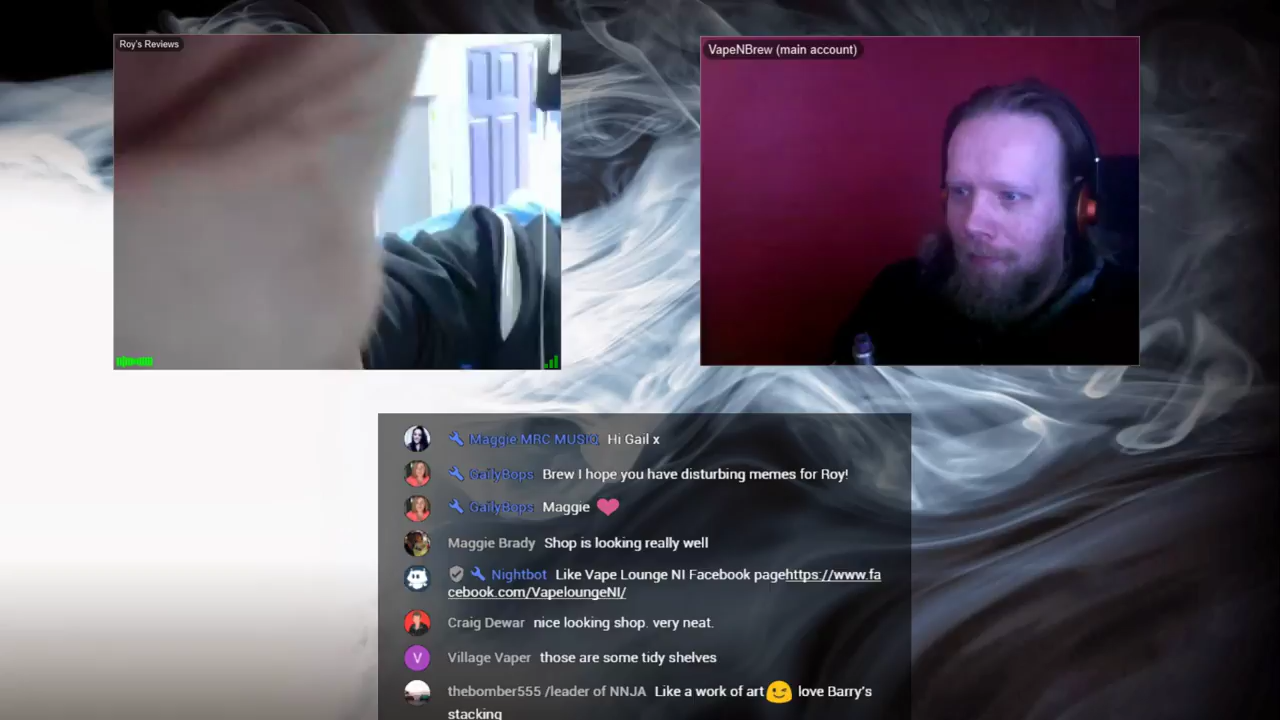 Roy's Reviews
VapeNBrew (main account)
Maggie MRC MUSIC Hi Gail x
GailyBops Brew I hope you have disturbing memes for Roy!
GailyBops Maggie
Maggie Brady Shop is looking really well
Nightbot Like Vape Lounge NI Facebook pagehttps://www.fa
cebook.com/VapeloungeNI/
Craig Dewar nice looking shop. very neat.
V
Village Vaper those are some tidy shelves
thebomber555 /leader of NNJA Like a work of art love Barry's
stacking